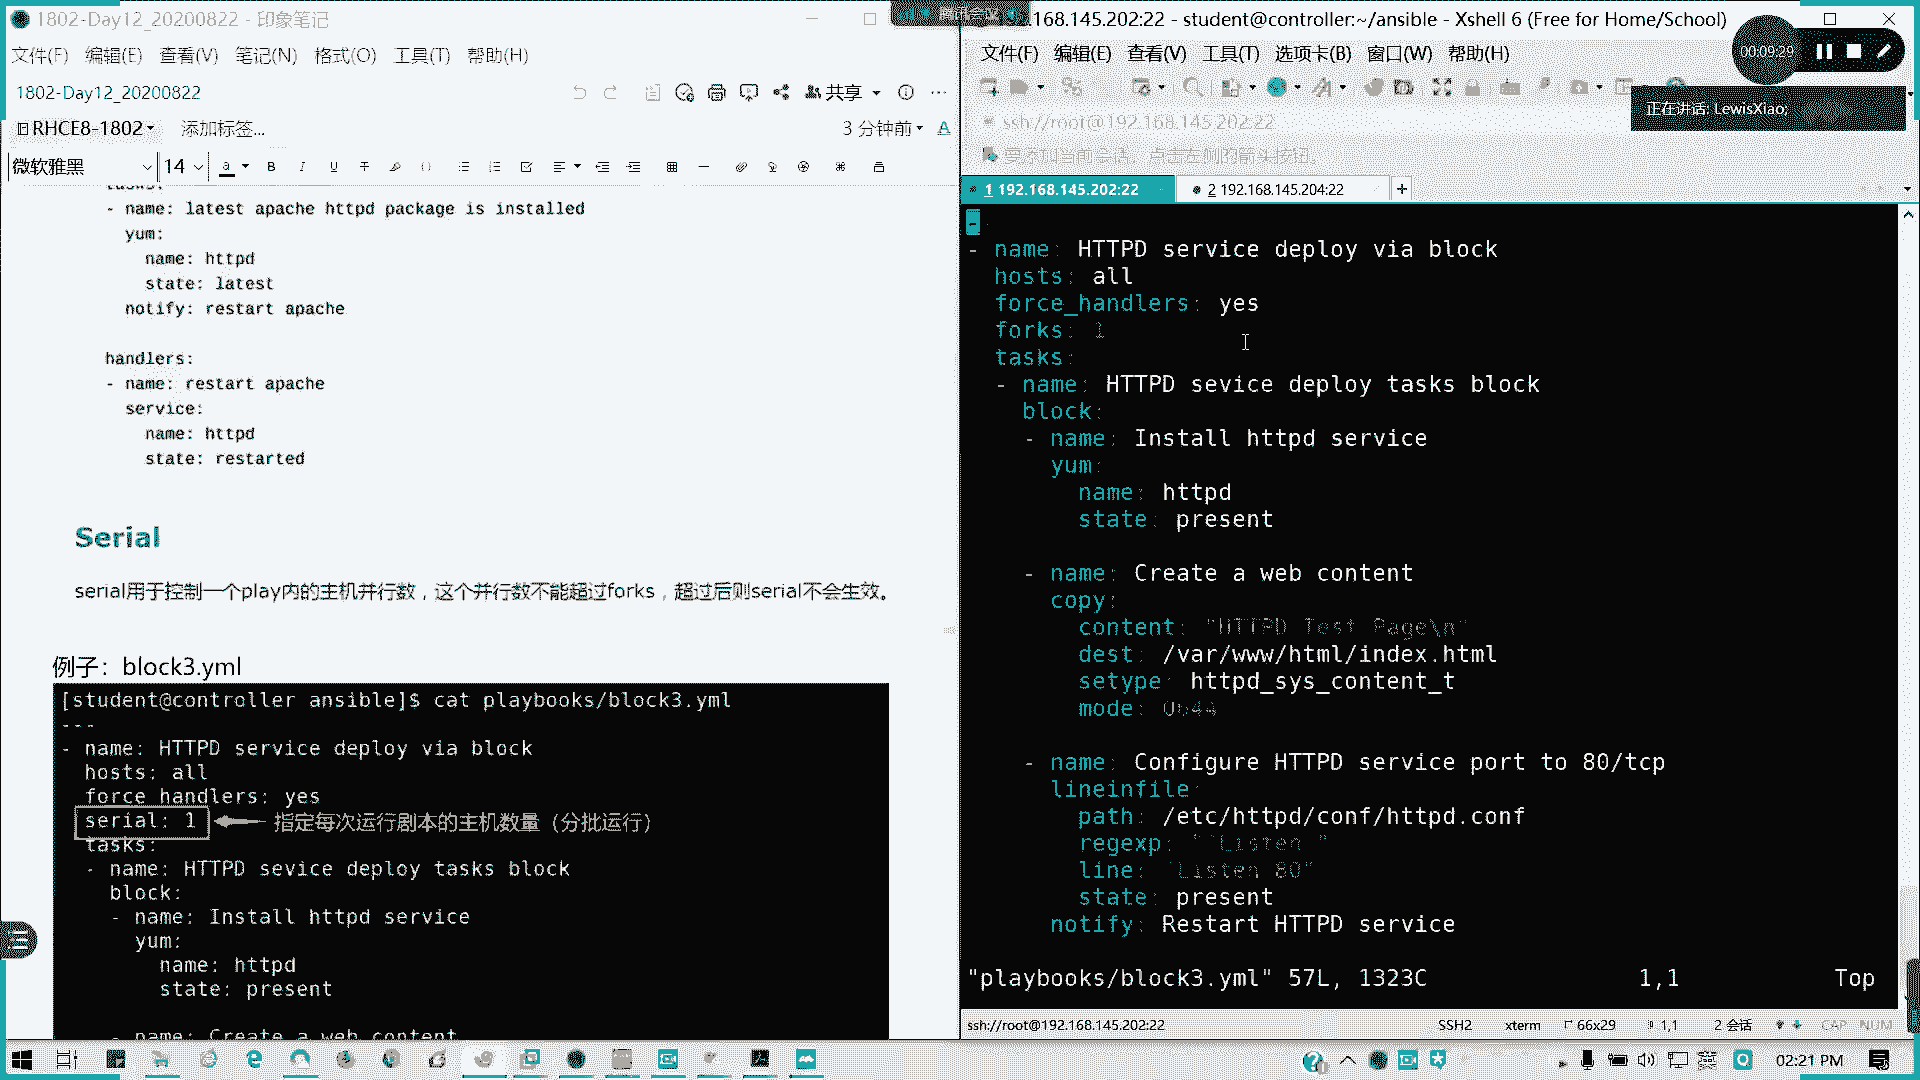 1802-Day12_20200822 - 印象笔记
文件(F) 编辑(E) 查看(V) 笔记(N) 格式(O) 工具(T) 帮助(H)
1802-Day12_20200822
共享
RHCE8-1802
添加标签...
3 分钟前
微软雅黑
14
tasks:
- name: latest apache httpd package is installed
yum:
name: httpd
state: latest
notify: restart apache
handlers:
- name: restart apache
service:
name: httpd
state: restarted
Serial
serial用于控制一个play内的主机并行数，这个并行数不能超过forks，超过后则serial不会生效。
例子：block3.yml
[student@controller ansible]$ cat playbooks/block3.yml
---
- name: HTTPD service deploy via block
hosts: all
force_handlers: yes
serial: 1
指定每次运行剧本的主机数量（分批运行）
tasks:
- name: HTTPD sevice deploy tasks block
block:
- name: Install httpd service
yum:
name: httpd
state: present
- name: Create a web content
腾讯会议
.168.145.202:22 - student@controller:~/ansible - Xshell 6 (Free for Home/School)
文件(F) 编辑(E) 查看(V) 工具(T) 选项卡(B) 窗口(W) 帮助(H)
00:09:29
正在讲话: LewisXiao;
ssh://root@192.168.145.202:22
要添加当前会话，点击左侧的箭头按钮。
1 192.168.145.202:22
2 192.168.145.204:22
-
- name: HTTPD service deploy via block
hosts: all
force_handlers: yes
forks: 1
tasks:
- name: HTTPD sevice deploy tasks block
block:
- name: Install httpd service
yum:
name: httpd
state: present
- name: Create a web content
copy:
content: "HTTPD Test Page\n"
dest: /var/www/html/index.html
setype: httpd_sys_content_t
mode: 0644
- name: Configure HTTPD service port to 80/tcp
lineinfile:
path: /etc/httpd/conf/httpd.conf
regexp: "^Listen "
line: "Listen 80"
state: present
notify: Restart HTTPD service
"playbooks/block3.yml" 57L, 1323C 1,1 Top
ssh://root@192.168.145.202:22 SSH2 xterm 66x29 1,1 2 会话 CAP NUM
英
02:21 PM